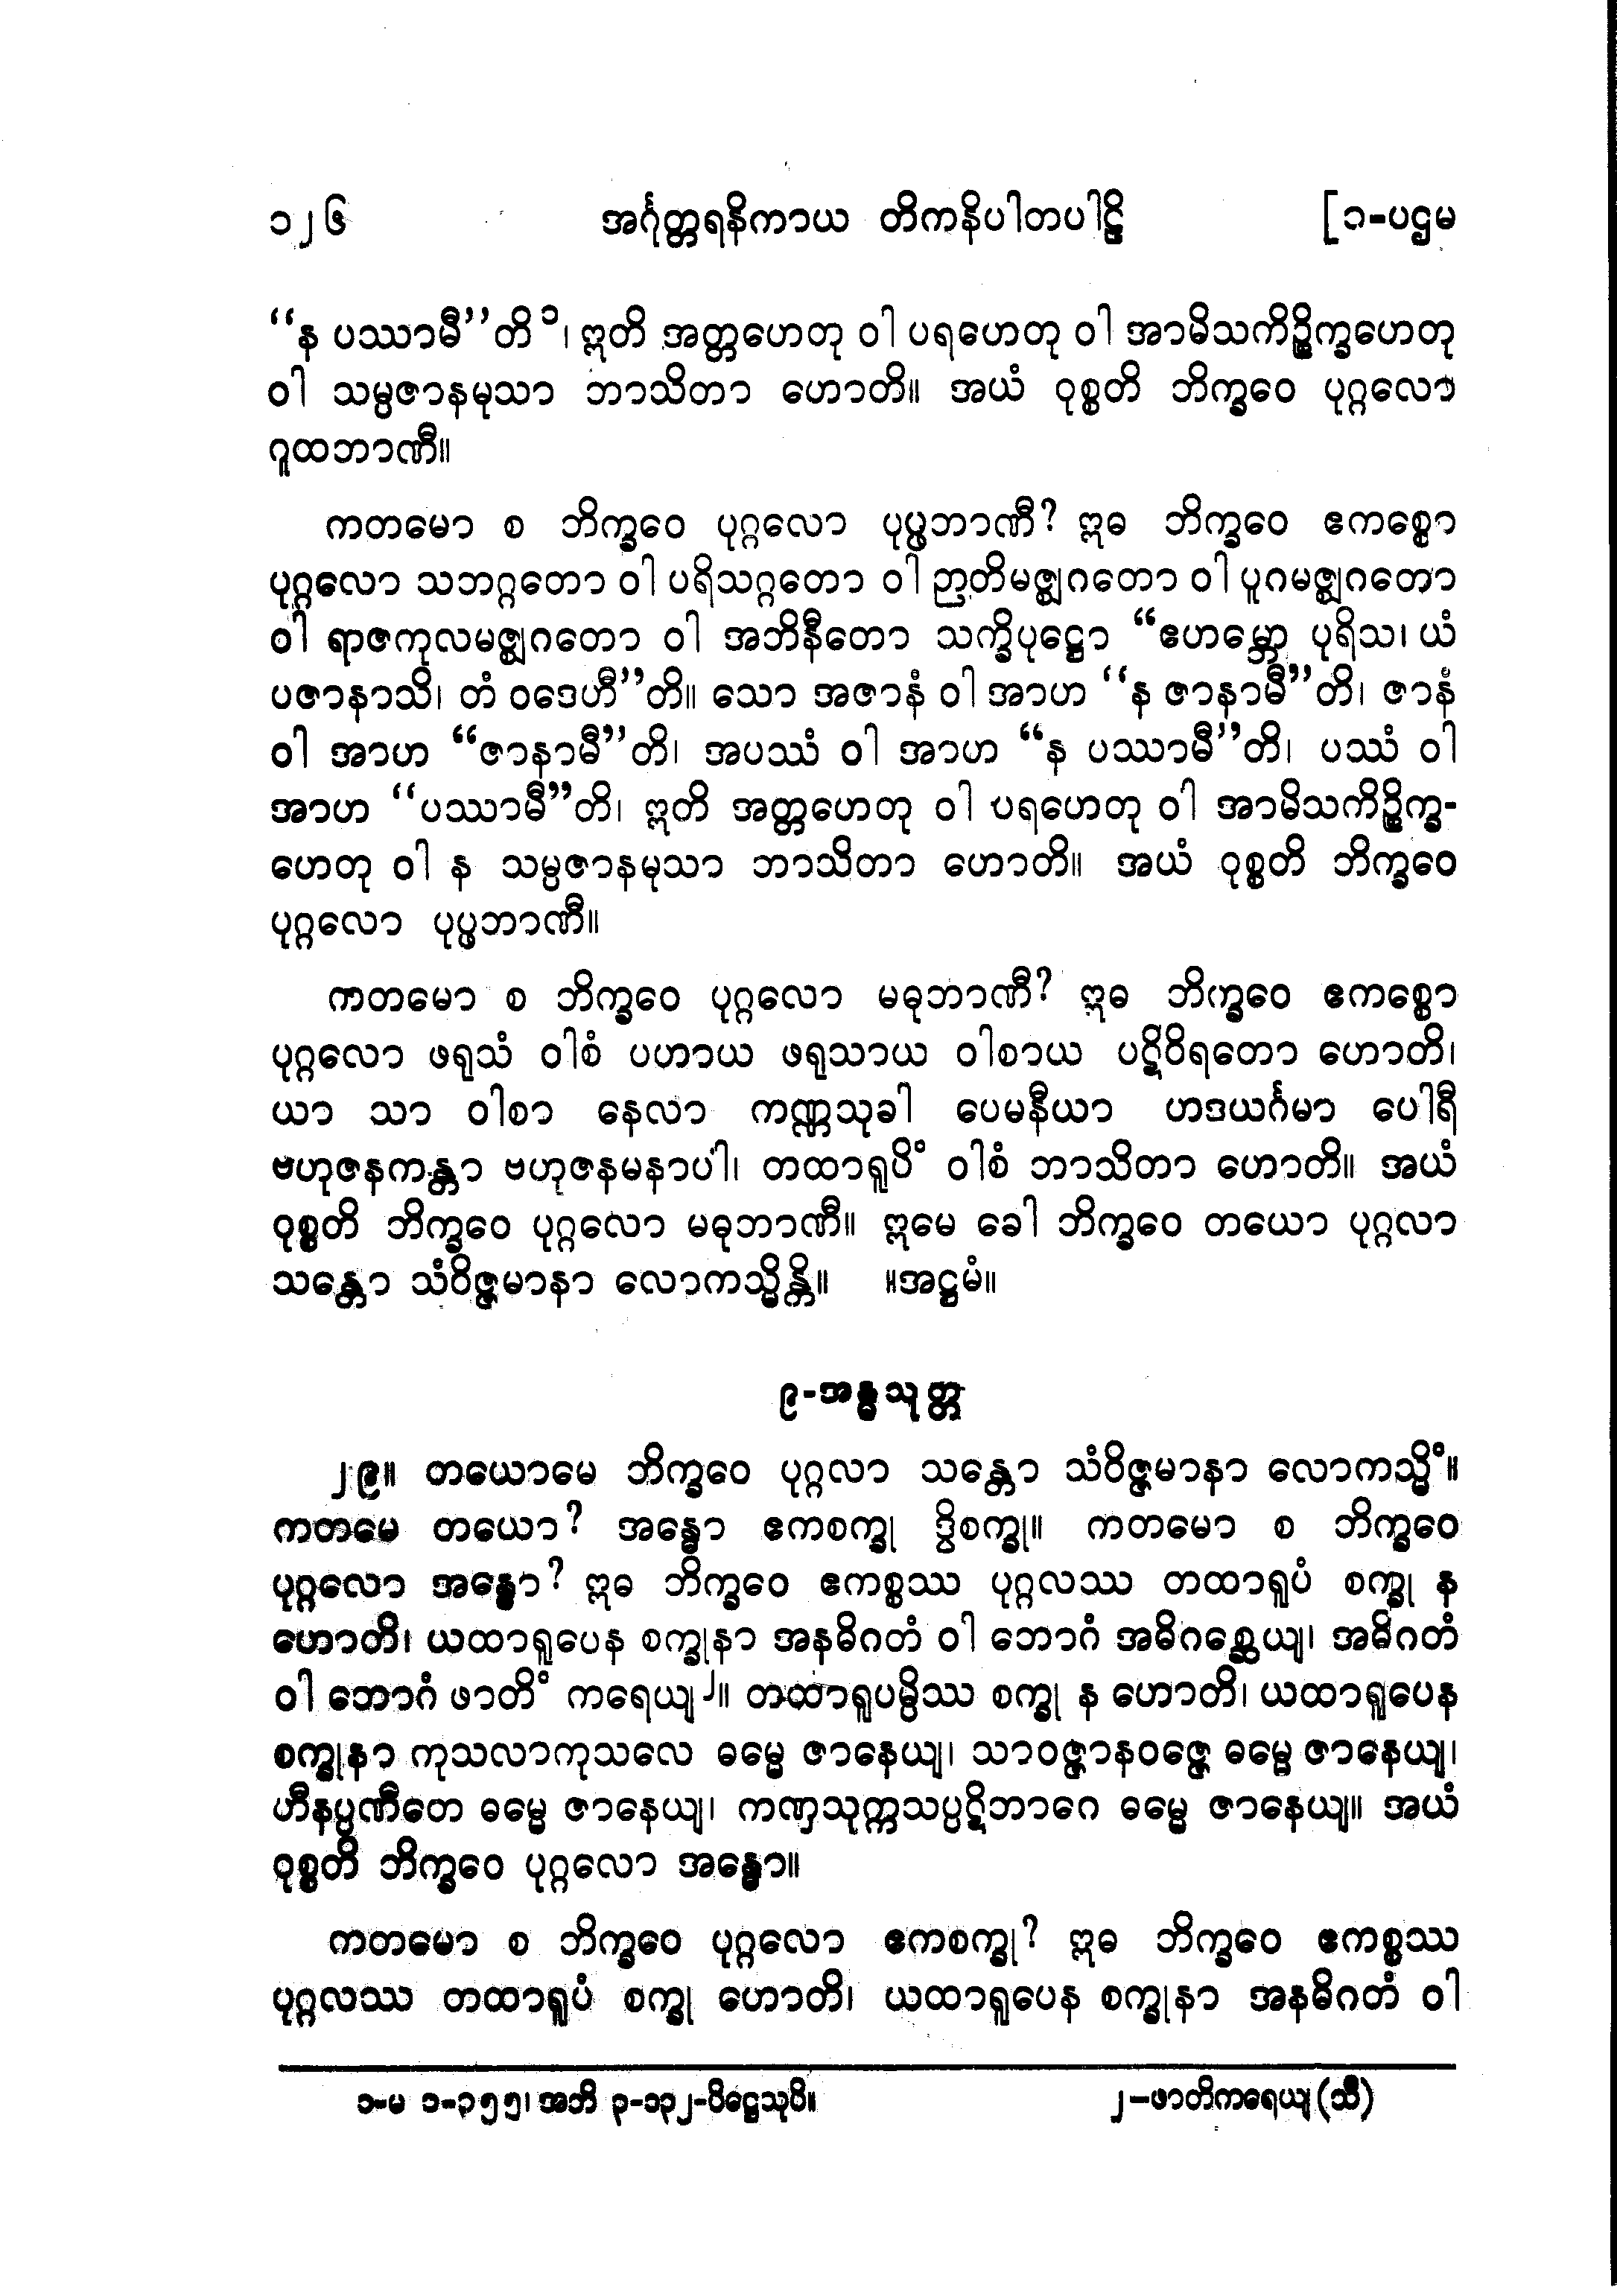 ၁၂၆ အင်္ဂုတ္တရနိကာယ တိကနိပါတပါဠိ [၁-ပဌမ
“န ပဿာမီ”တိ၁၊ ဣတိ အတ္တဟေတု ဝါ ပရဟေတု ဝါ အာမိသကိဉ္စိက္ခဟေတု
ဝါ သမ္ပဇာနမုသာ ဘာသိတာ ဟောတိ။ အယံ ဝုစ္စတိ ဘိက္ခဝေ ပုဂ္ဂလော
ဂူထဘာဏီ။
ကတမော စ ဘိက္ခဝေ ပုဂ္ဂလော ပုပ္ဖဘာဏီ? ဣဓ ဘိက္ခဝေ ဧကစ္စော
ပုဂ္ဂလော သဘဂ္ဂတော ဝါ ပရိသဂ္ဂတော ဝါ ဉာတိမဇ္ဈဂတော ဝါ ပူဂမဇ္ဈဂတော
ဝါ ရာဇကုလမဇ္ဈဂတော ဝါ အဘိနီတော သက္ခိပုဋ္ဌော “ဧဟမ္ဘော ပုရိသ၊ ယံ
ပဇာနာသိ၊ တံ ဝဒေဟီ”တိ။ သော အဇာနံ ဝါ အာဟ “န ဇာနာမီ”တိ၊ ဇာနံ
ဝါ အာဟ “ဇာနာမီ”တိ၊ အပဿံ ဝါ အာဟ “န ပဿာမီ”တိ၊ ပဿံ ဝါ
အာဟ “ပဿာမီ”တိ၊ ဣတိ အတ္တဟေတု ဝါ ပရဟေတု ဝါ အာမိသကိဉ္စိက္ခ-
ဟေတု ဝါ န သမ္ပဇာနမုသာ ဘာသိတာ ဟောတိ။ အယံ ဝုစ္စတိ ဘိက္ခဝေ
ပုဂ္ဂလော ပုပ္ဖဘာဏီ။
ကတမော စ ဘိက္ခဝေ ပုဂ္ဂလော မဓုဘာဏီ? ဣဓ ဘိက္ခဝေ ဧကစ္စော
ပုဂ္ဂလော ဖရုသံ ဝါစံ ပဟာယ ဖရုသာယ ဝါစာယ ပဋိဝိရတော ဟောတိ၊
ယာ သာ ဝါစာ နေလာ ကဏ္ဏသုခါ ပေမနီယာ ဟဒယင်္ဂမာ ပေါရီ
ဗဟုဇနကန္တာ ဗဟုဇနမနာပါ၊ တထာရူပိံ ဝါစံ ဘာသိတာ ဟောတိ။ အယံ
ဝုစ္စတိ ဘိက္ခဝေ ပုဂ္ဂလော မဓုဘာဏီ။ ဣမေ ခေါ ဘိက္ခဝေ တယော ပုဂ္ဂလာ
သန္တော သံဝိဇ္ဇမာနာ လောကသ္မိန္တိ။ ။အဋ္ဌမံ။
၉-အန္ဓသုတ္တ
၂၉။ တယောမေ ဘိက္ခဝေ ပုဂ္ဂလာ သန္တော သံဝိဇ္ဇမာနာ လောကသ္မိံ။
ကတမေ တယော? အန္ဓော ဧကစက္ခု ဒွိစက္ခု။ ကတမော စ ဘိက္ခဝေ
ပုဂ္ဂလော အန္ဓော? ဣဓ ဘိက္ခဝေ ဧကစ္စဿ ပုဂ္ဂလဿ တထာရူပံ စက္ခု န
ဟောတိ၊ ယထာရူပေန စက္ခုနာ အနဓိဂတံ ဝါ ဘောဂံ အဓိဂစ္ဆေယျ၊ အဓိဂတံ
ဝါ ဘောဂံ ဖာတိံ ကရေယျ၂။ တထာရူပမ္ပိဿ စက္ခု န ဟောတိ၊ ယထာရူပေန
စက္ခုနာ ကုသလာကုသလေ ဓမ္မေ ဇာနေယျ၊ သာဝဇ္ဇာနဝဇ္ဇေ ဓမ္မေ ဇာနေယျ၊
ဟီနပ္ပဏီတေ ဓမ္မေ ဇာနေယျ၊ ကဏှသုက္ကသပ္ပဋိဘာဂေ ဓမ္မေ ဇာနေယျ။ အယံ
ဝုစ္စတိ ဘိက္ခဝေ ပုဂ္ဂလော အန္ဓော။
ကတမော စ ဘိက္ခဝေ ပုဂ္ဂလော ဧကစက္ခု? ဣဓ ဘိက္ခဝေ ဧကစ္စဿ
ပုဂ္ဂလဿ တထာရူပံ စက္ခု ဟောတိ၊ ယထာရူပေန စက္ခုနာ အနဓိဂတံ ဝါ
၁-မ ၁-၃၅၅၊ အဘိ ၃-၁၃၂-ပိဋ္ဌေသုပိ။ ၂-ဖာတိကရေယျ (သီ)